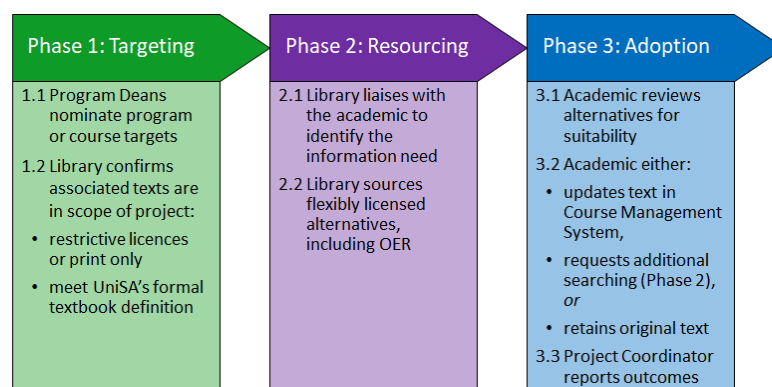 Phase 1: Targeting
1.1 Program Deans
nominate program
or course targets
1.2 Library confirms
associated texts are
in scope of project:
• restrictive licences
or print only
• meet UniSA's formal
textbook definition
Phase 2: Resourcing
2.1 Library liaises with
the academic to
identify the
information need
2.2 Library sources
flexibly licensed
alternatives,
including OER
Phase 3: Adoption
3.1 Academic reviews
alternatives for
suitability
3.2 Academic either:
• updates text in
Course Management
System,
• requests additional
searching (Phase 2),
or
• retains original text
3.3 Project Coordinator
reports outcomes